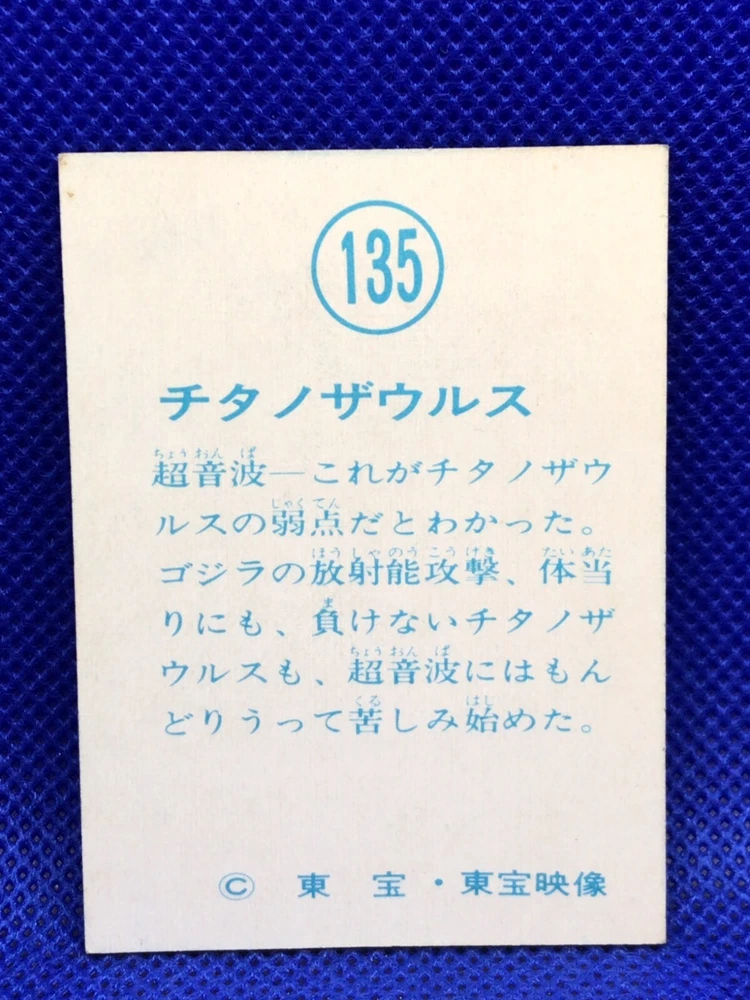 135
チタノザウルス
超音波―これがチタノザウ
ルスの弱点だとわかった。
ゴジラの放射能攻撃、体当
りにも、負けないチタノザ
ウルスも、超音波にはもん
どりうって苦しみ始めた。
© 東宝・東宝映像